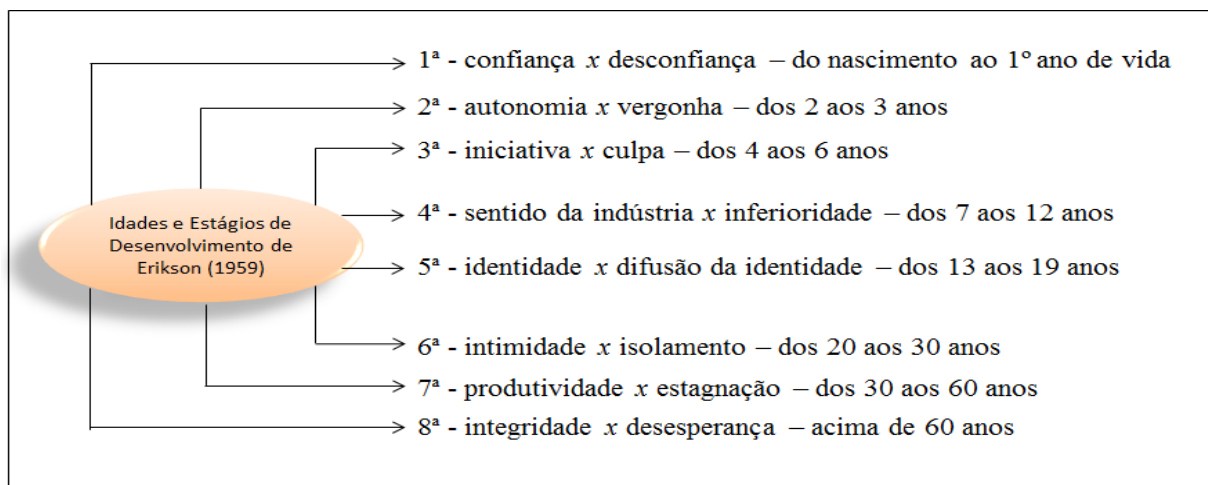 1ª - confiança x desconfiança – do nascimento ao 1º ano de vida
2ª - autonomia x vergonha – dos 2 aos 3 anos
3ª - iniciativa x culpa – dos 4 aos 6 anos
Idades e Estágios de
Desenvolvimento de
Erikson (1959)
4ª - sentido da indústria x inferioridade – dos 7 aos 12 anos
5ª - identidade x difusão da identidade – dos 13 aos 19 anos
6ª - intimidade x isolamento – dos 20 aos 30 anos
7ª - produtividade x estagnação – dos 30 aos 60 anos
8ª - integridade x desesperança – acima de 60 anos